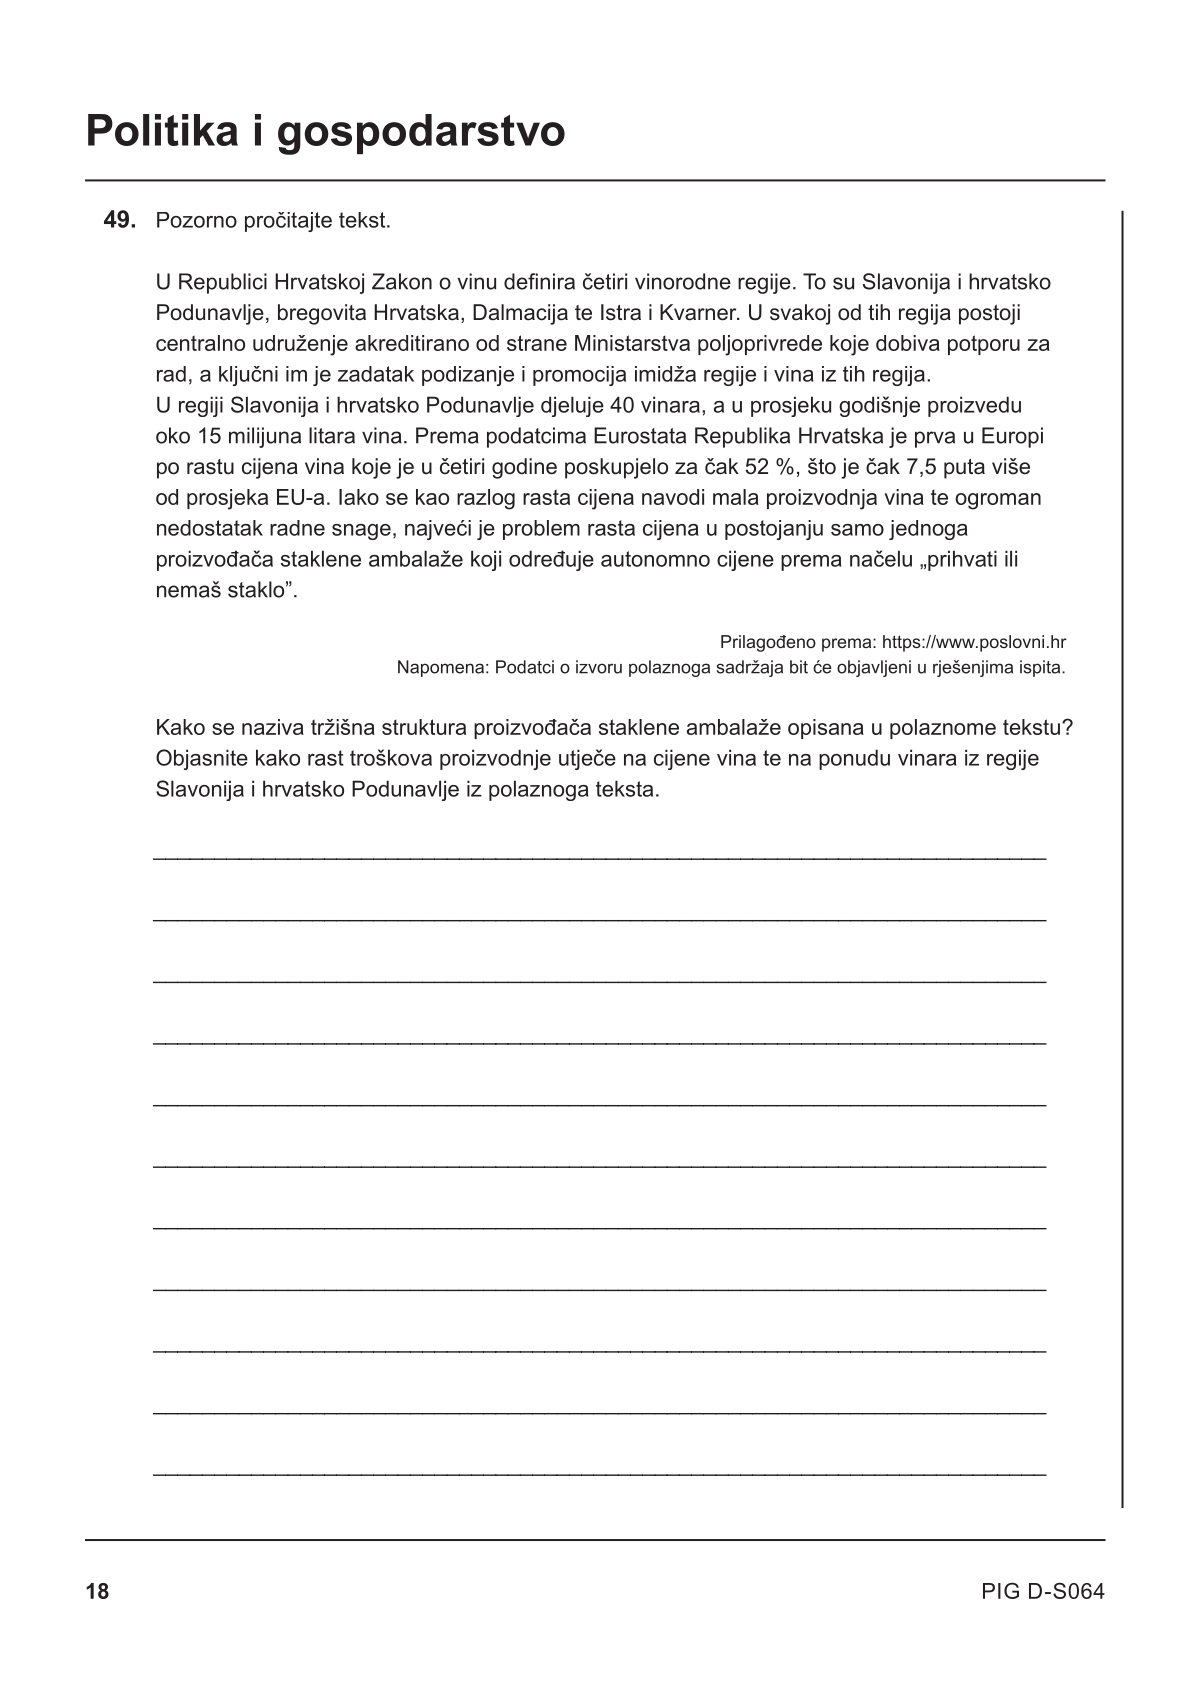 Politika i gospodarstvo
49. Pozorno pročitajte tekst.
U Republici Hrvatskoj Zakon o vinu definira četiri vinorodne regije. To su Slavonija i hrvatsko
Podunavlje, bregovita Hrvatska, Dalmacija te Istra i Kvarner. U svakoj od tih regija postoji
centralno udruženje akreditirano od strane Ministarstva poljoprivrede koje dobiva potporu za
rad, a ključni im je zadatak podizanje i promocija imidža regije i vina iz tih regija.
U regiji Slavonija i hrvatsko Podunavlje djeluje 40 vinara, a u prosjeku godišnje proizvedu
oko 15 milijuna litara vina. Prema podatcima Eurostata Republika Hrvatska je prva u Europi
po rastu cijena vina koje je u četiri godine poskupjelo za čak 52 %, što je čak 7,5 puta više
od prosjeka EU-a. Iako se kao razlog rasta cijena navodi mala proizvodnja vina te ogroman
nedostatak radne snage, najveći je problem rasta cijena u postojanju samo jednoga
proizvođača staklene ambalaže koji određuje autonomno cijene prema načelu „prihvati ili
nemaš staklo”.
Prilagođeno prema: https://www.poslovni.hr
Napomena: Podatci o izvoru polaznoga sadržaja bit će objavljeni u rješenjima ispita.
Kako se naziva tržišna struktura proizvođača staklene ambalaže opisana u polaznome tekstu?
Objasnite kako rast troškova proizvodnje utječe na cijene vina te na ponudu vinara iz regije
Slavonija i hrvatsko Podunavlje iz polaznoga teksta.
18
PIG D-S064